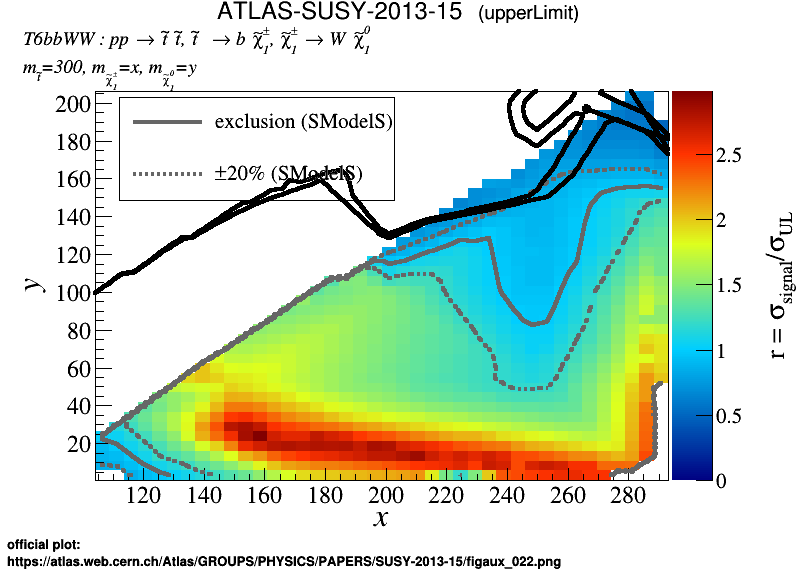 ATLAS-SUSY-2013-15 (upperLimit)
T6bbWW : pp → t̃ t̃, t̃ → b χ̃₁±, χ̃₁± → W χ̃₁⁰
m_t̃=300, m_χ̃₁±=x, m_χ̃₁⁰=y
exclusion (SModelS)
±20% (SModelS)
200
180
160
140
120
100
80
60
40
20
y
120 140 160 180 200 220 240 260 280
x
2.5
2
1.5
1
0.5
0
r = σ_signal/σ_UL
official plot:
https://atlas.web.cern.ch/Atlas/GROUPS/PHYSICS/PAPERS/SUSY-2013-15/figaux_022.png